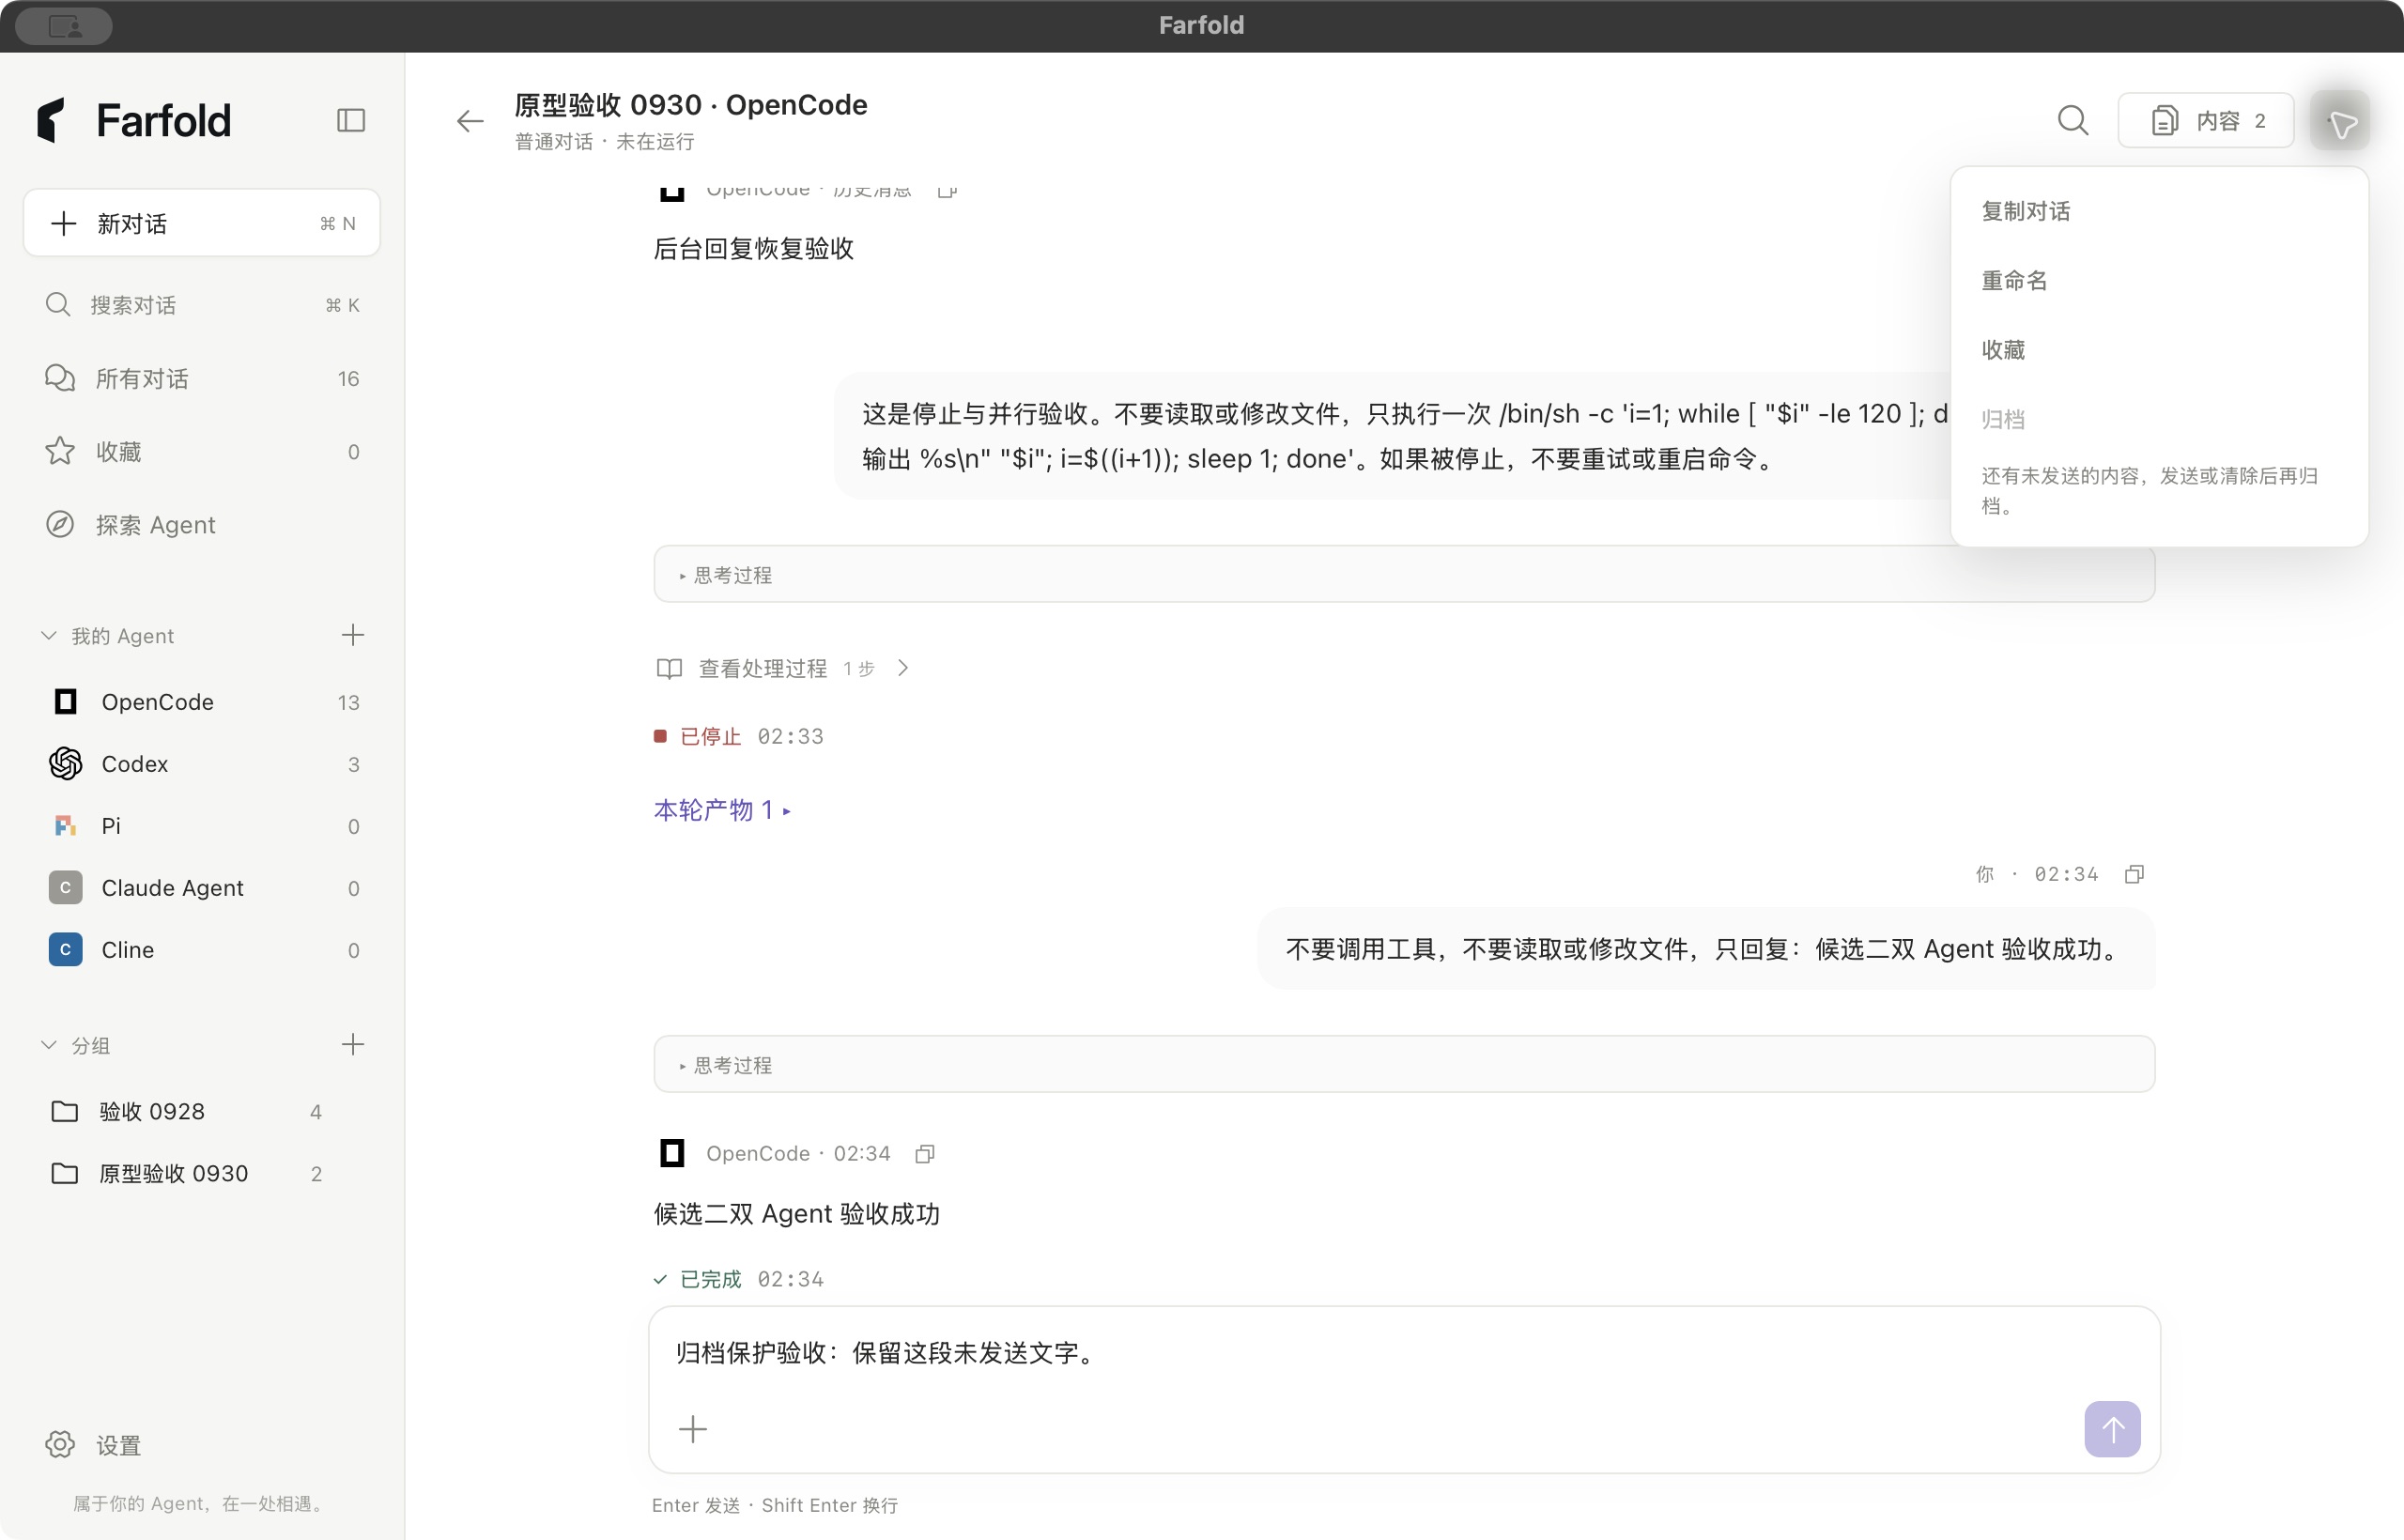 Farfold
Farfold
新对话 ⌘ N
搜索对话 ⌘ K
所有对话 16
收藏 0
探索 Agent
我的 Agent
OpenCode 13
Codex 3
Pi 0
C Claude Agent 0
C Cline 0
分组
验收 0928 4
原型验收 0930 2
设置
属于你的 Agent，在一处相遇。
原型验收 0930 · OpenCode
普通对话 · 未在运行
内容 2
复制对话
重命名
收藏
归档
还有未发送的内容，发送或清除后再归
档。
OpenCode · 历史消息
后台回复恢复验收
这是停止与并行验收。不要读取或修改文件，只执行一次 /bin/sh -c 'i=1; while [ "$i" -le 120 ]; d
输出 %s\n" "$i"; i=$((i+1)); sleep 1; done'。如果被停止，不要重试或重启命令。
思考过程
查看处理过程 1 步
已停止 02:33
本轮产物 1
你 · 02:34
不要调用工具，不要读取或修改文件，只回复：候选二双 Agent 验收成功。
思考过程
OpenCode · 02:34
候选二双 Agent 验收成功
已完成 02:34
归档保护验收：保留这段未发送文字。
Enter 发送 · Shift Enter 换行